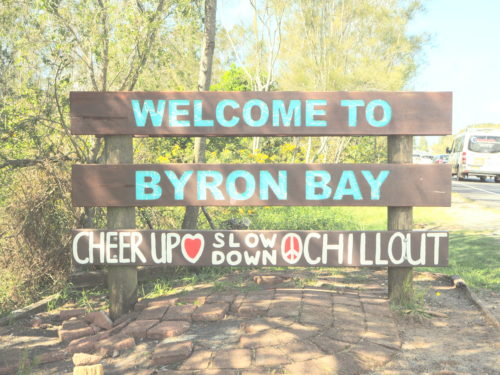 WELCOME TO
BYRON BAY
CHEER UP SLOW DOWN CHILLOUT